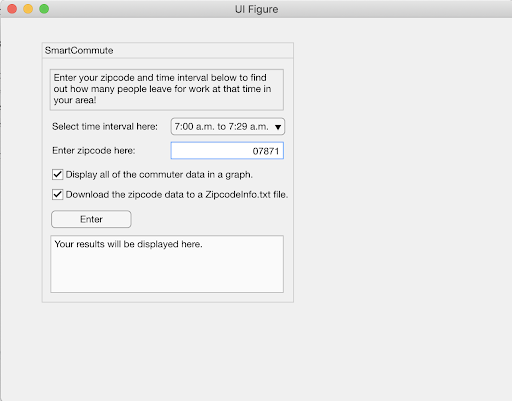 UI Figure
SmartCommute
Enter your zipcode and time interval below to find
out how many people leave for work at that time in
your area!
Select time interval here: 7:00 a.m. to 7:29 a.m.
Enter zipcode here: 07871
Display all of the commuter data in a graph.
Download the zipcode data to a ZipcodeInfo.txt file.
Enter
Your results will be displayed here.